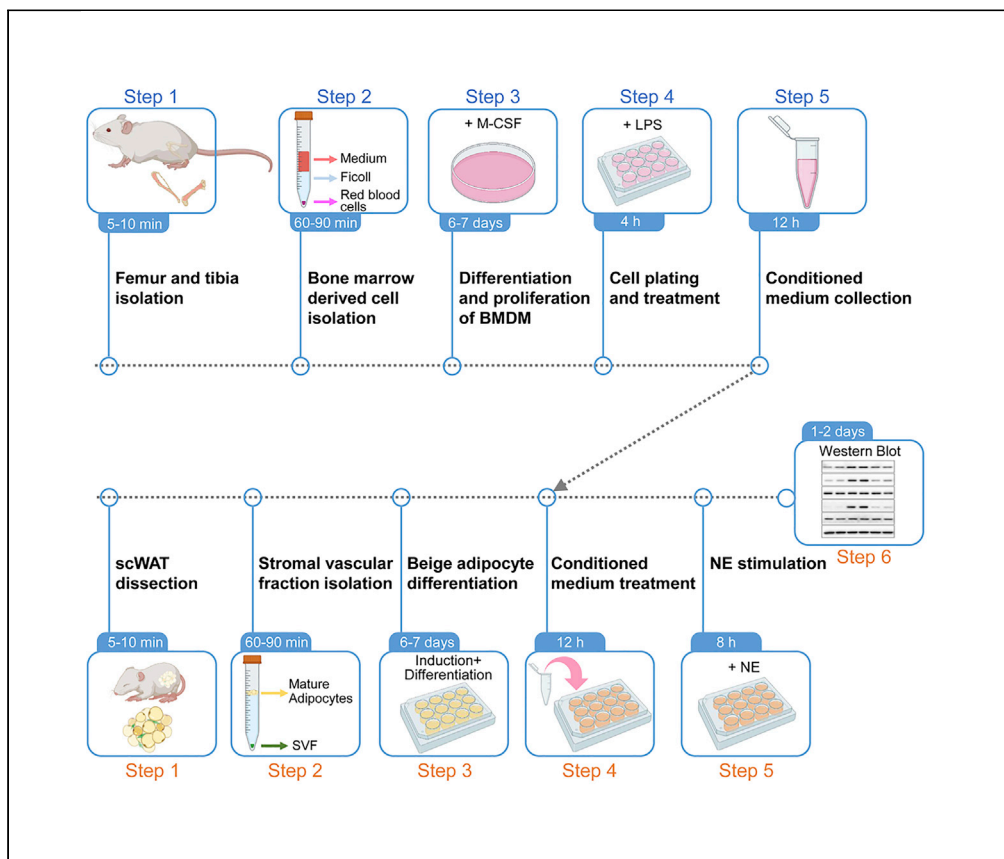 Step 1
Step 2
Step 3
Step 4
Step 5
+ M-CSF
+ LPS
Medium
Ficoll
Red blood
cells
5-10 min
60-90 min
6-7 days
4 h
12 h
Femur and tibia
isolation
Bone marrow
derived cell
isolation
Differentiation
and proliferation
of BMDM
Cell plating
and treatment
Conditioned
medium collection
1-2 days
Western Blot
Step 6
scWAT
dissection
Stromal vascular
fraction isolation
Beige adipocyte
differentiation
Conditioned
medium treatment
NE stimulation
5-10 min
60-90 min
6-7 days
12 h
8 h
Mature
Adipocytes
SVF
Induction+
Differentiation
+ NE
Step 1
Step 2
Step 3
Step 4
Step 5